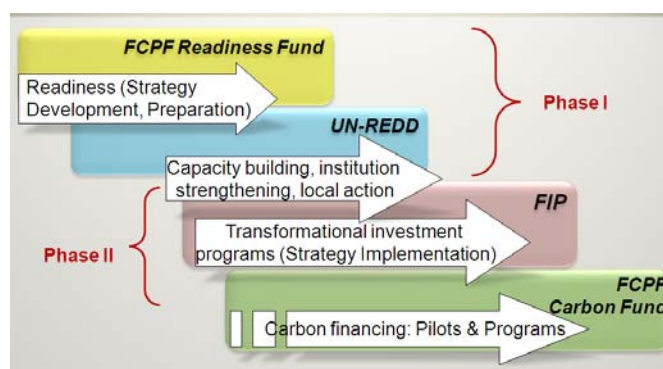 FCPF Readiness Fund
Readiness (Strategy
Development, Preparation)
Phase I
UN-REDD
Capacity building, institution
strengthening, local action
FIP
Phase II
Transformational investment
programs (Strategy Implementation)
FCPF
Carbon Fund
Carbon financing: Pilots & Programs